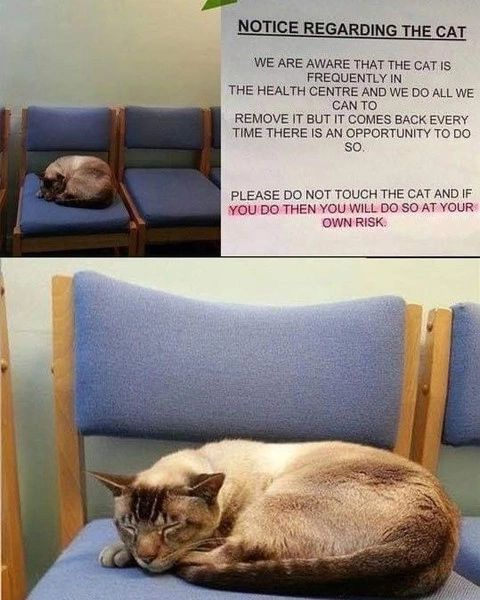 NOTICE REGARDING THE CAT
WE ARE AWARE THAT THE CAT IS
FREQUENTLY IN
THE HEALTH CENTRE AND WE DO ALL WE
CAN TO
REMOVE IT BUT IT COMES BACK EVERY
TIME THERE IS AN OPPORTUNITY TO DO
SO.
PLEASE DO NOT TOUCH THE CAT AND IF
YOU DO THEN YOU WILL DO SO AT YOUR
OWN RISK.